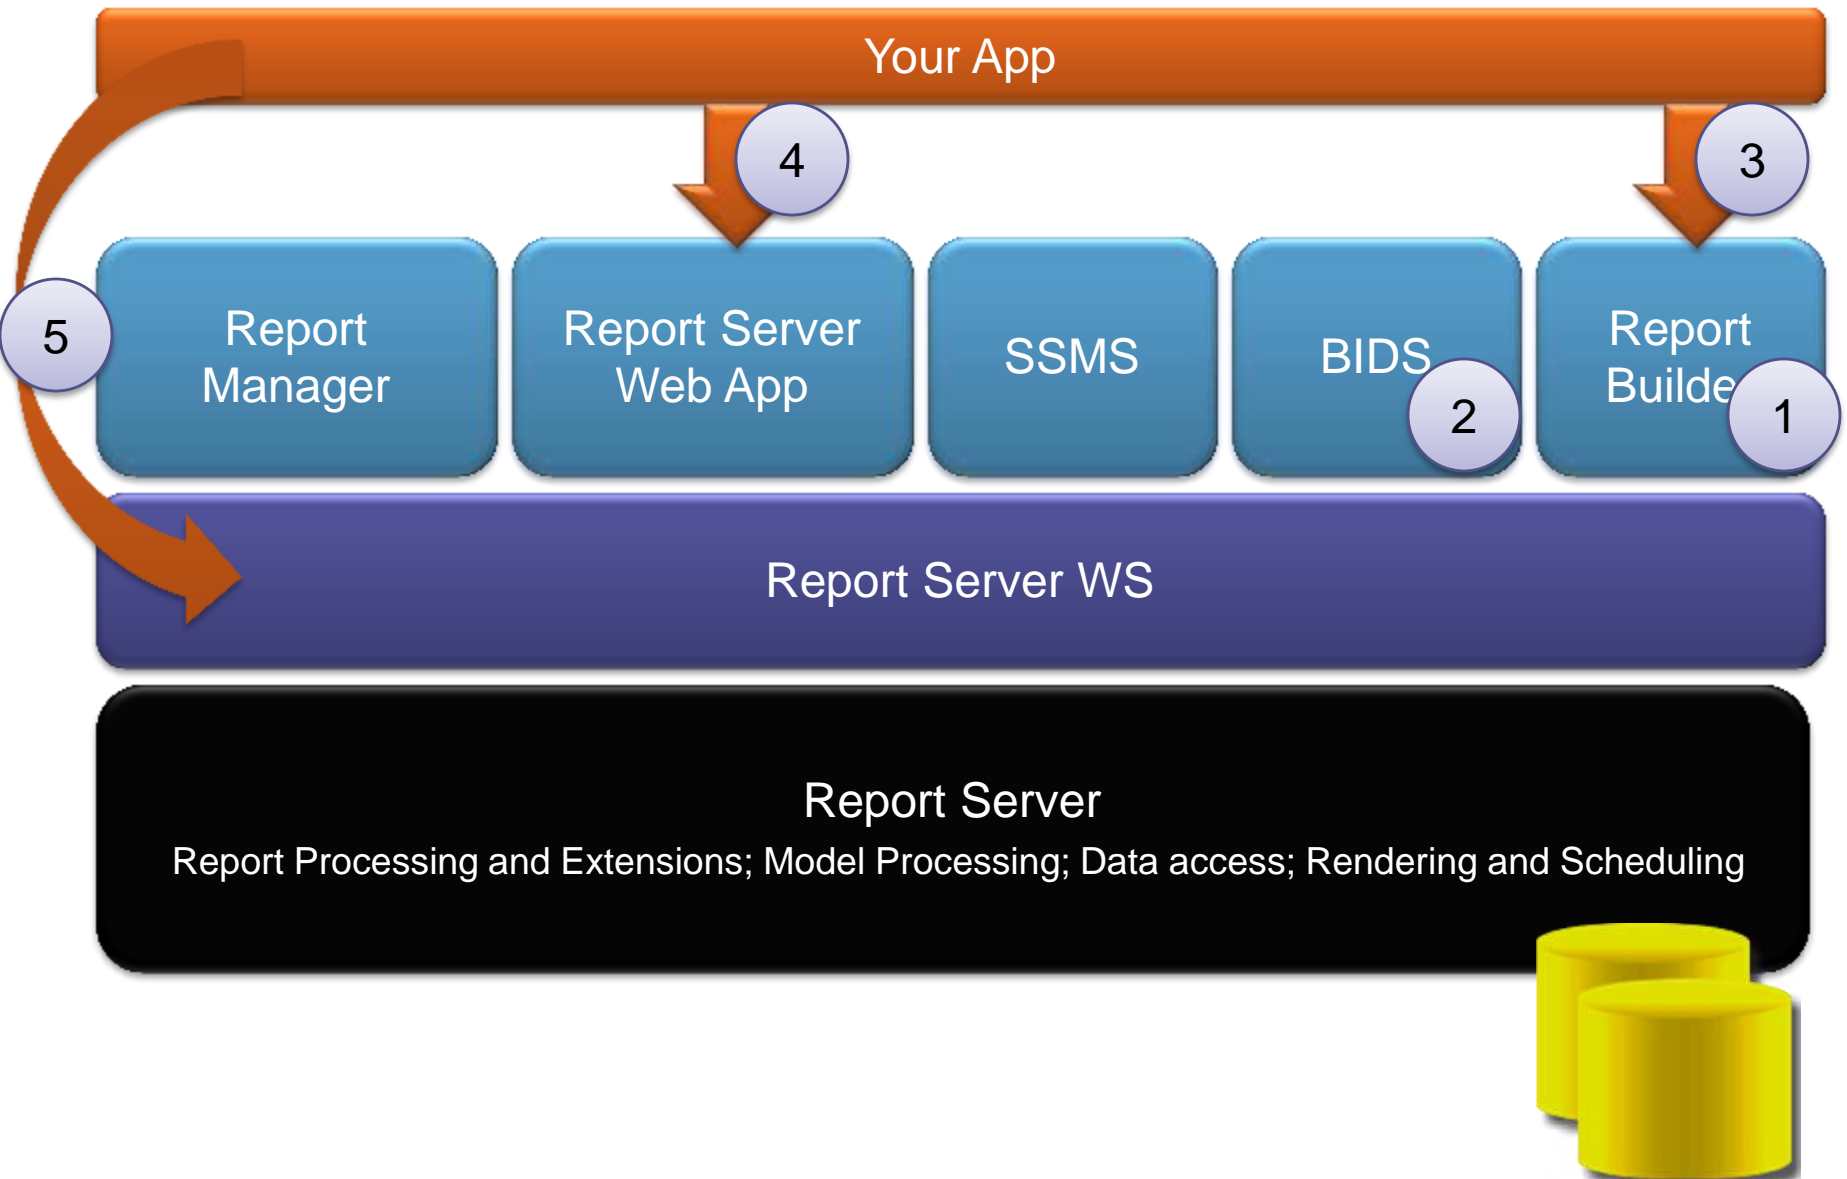 Your App
4
3
5
Report
Manager
Report Server
Web App
SSMS
BIDS
2
Report
Builde
1
Report Server WS
Report Server
Report Processing and Extensions; Model Processing; Data access; Rendering and Scheduling